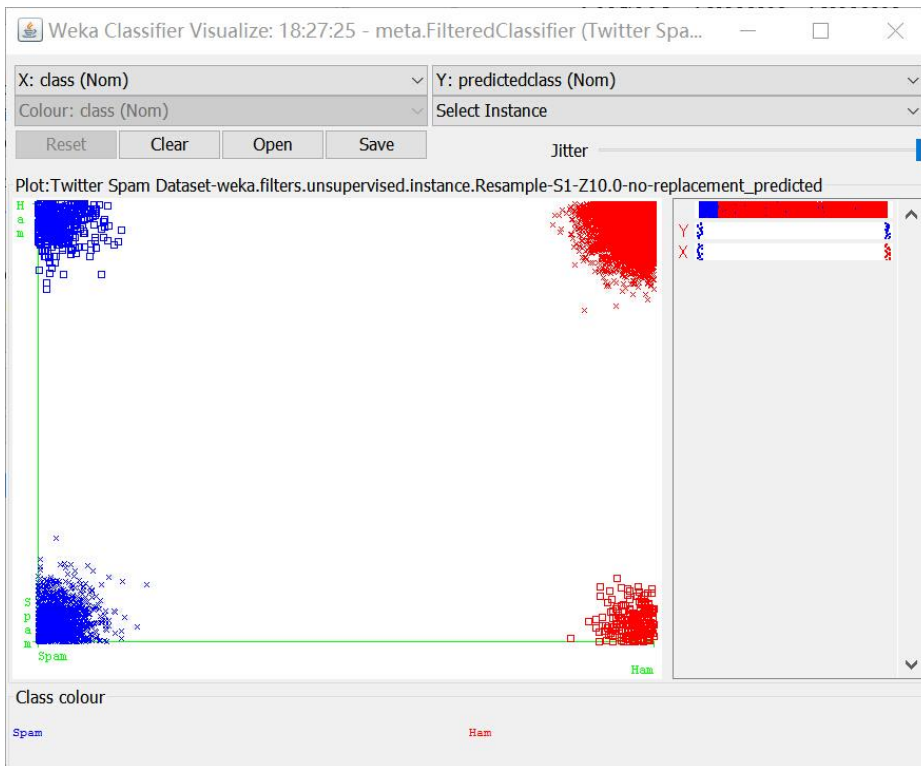 Weka Classifier Visualize: 18:27:25 - meta.FilteredClassifier (Twitter Spa...
X: class (Nom)
Y: predictedclass (Nom)
Colour: class (Nom)
Select Instance
Reset
Clear
Open
Save
Jitter
Plot:Twitter Spam Dataset-weka.filters.unsupervised.instance.Resample-S1-Z10.0-no-replacement_predicted
Ham
Y
X
Spam
Spam
Ham
Class colour
Spam
Ham